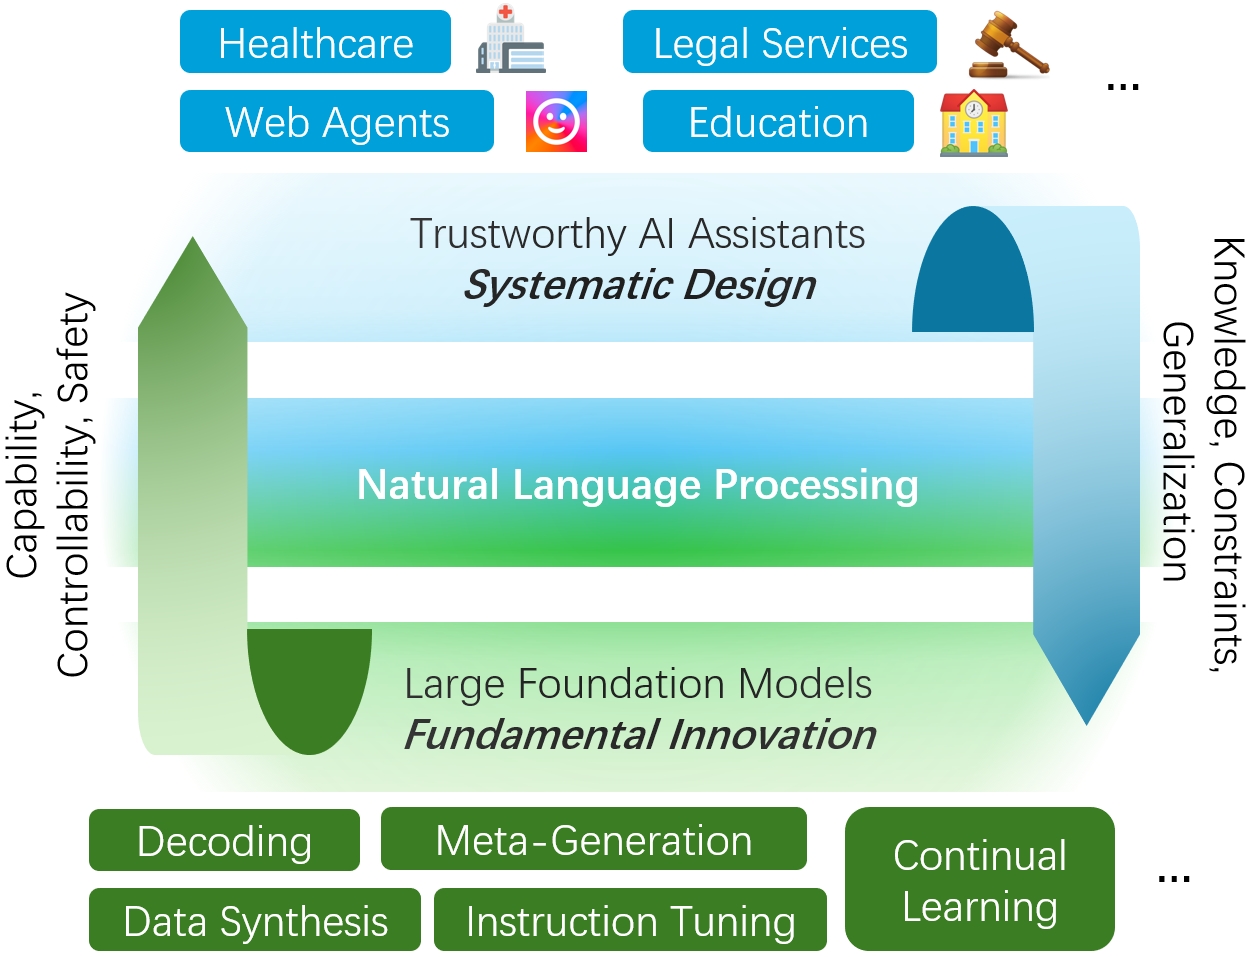 Healthcare
Legal Services
...
Web Agents
Education
Trustworthy AI Assistants
Systematic Design
Capability,
Controllability, Safety
Knowledge, Constraints,
Generalization
Natural Language Processing
Large Foundation Models
Fundamental Innovation
Decoding
Meta-Generation
Continual
Learning
...
Data Synthesis
Instruction Tuning